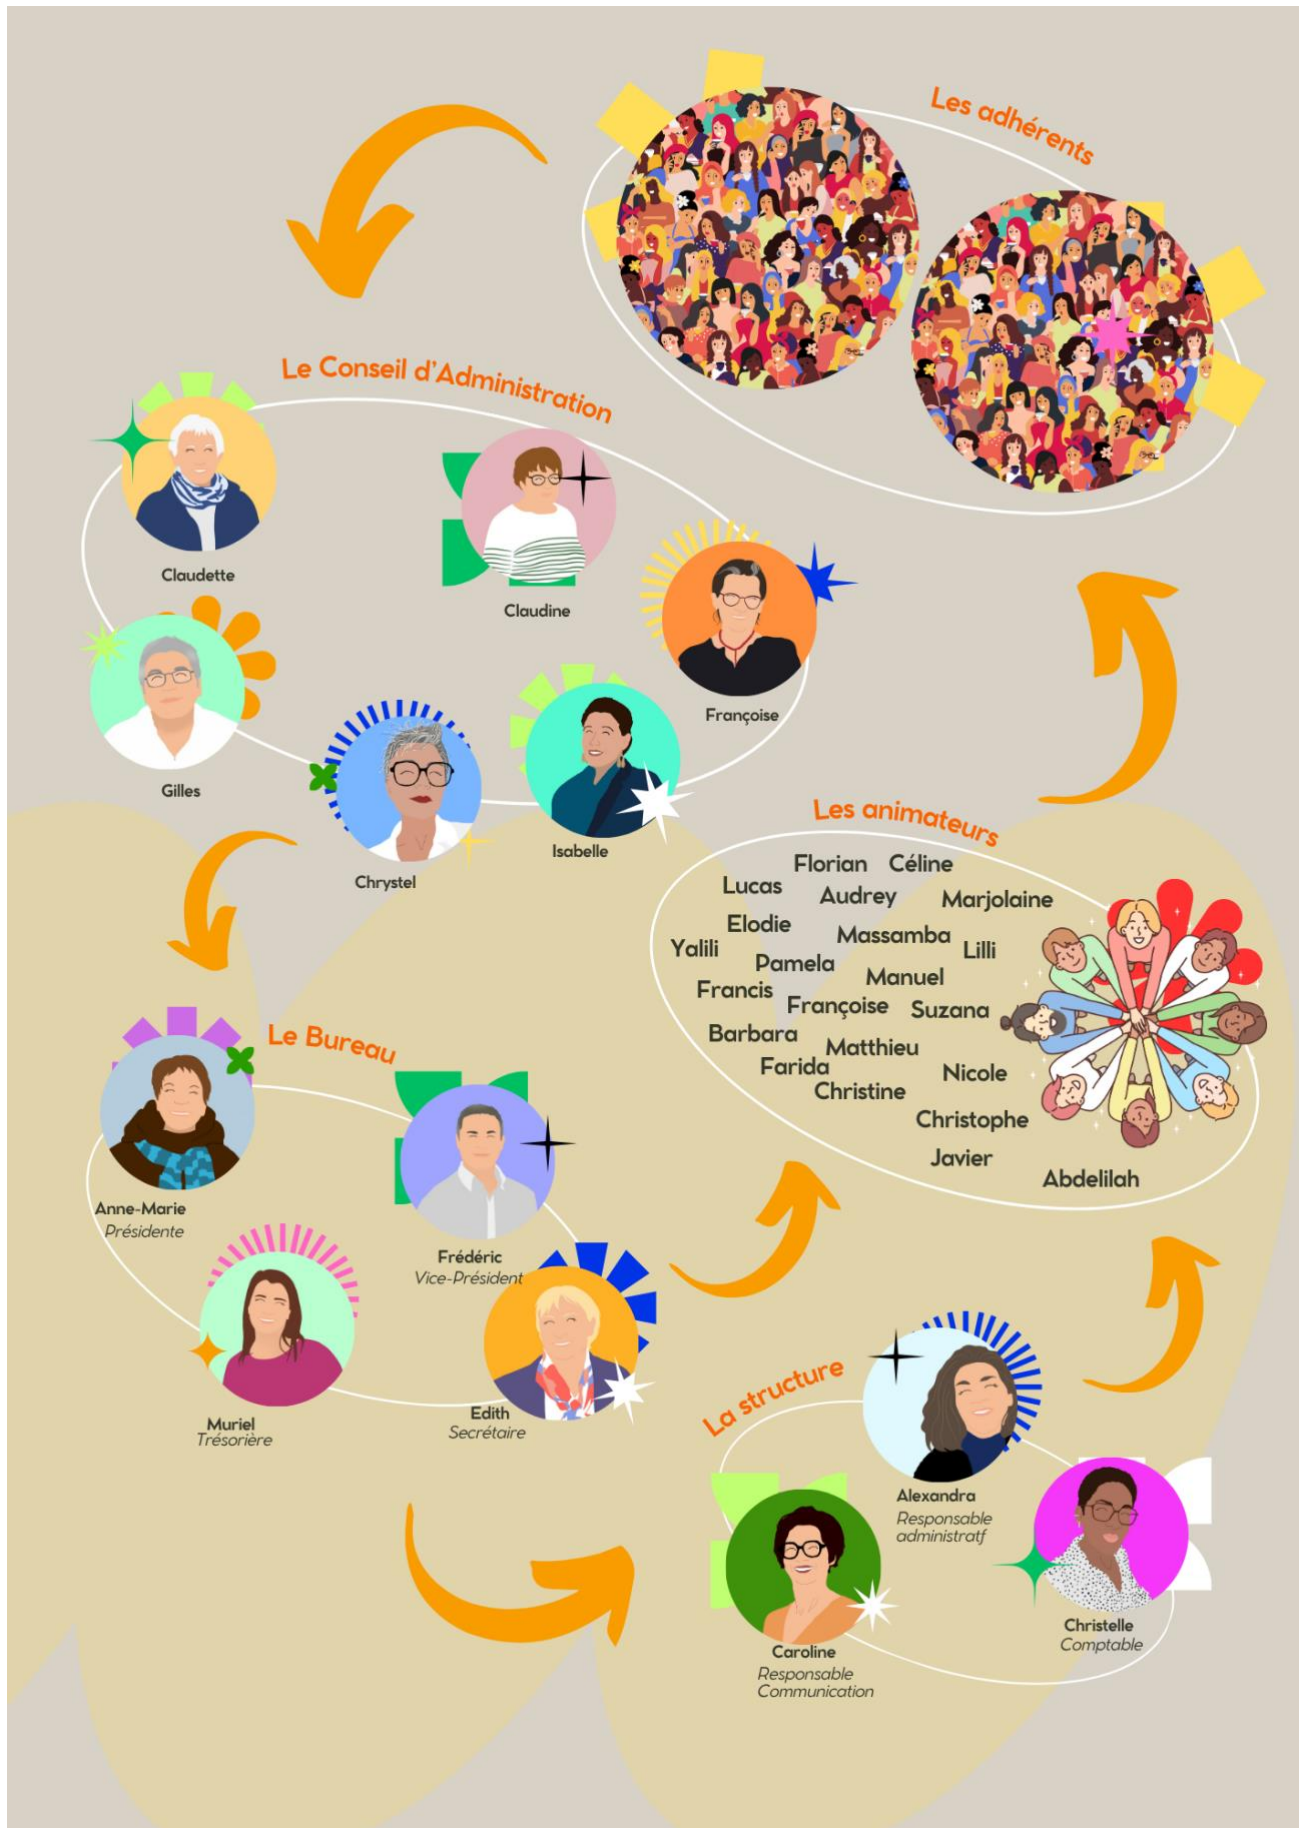 Les adhérents
Le Conseil d'Administration
Claudette
Claudine
Françoise
Gilles
Isabelle
Chrystel
Les animateurs
Florian Céline
Lucas Audrey Marjolaine
Elodie Massamba Lilli
Yalili Pamela Manuel
Francis Françoise Suzana
Barbara Matthieu
Farida Nicole
Christine
Christophe
Javier
Abdelilah
Le Bureau
Anne-Marie
Présidente
Frédéric
Vice-Président
Muriel
Trésorière
Edith
Secrétaire
La structure
Alexandra
Responsable
administratf
Christelle
Comptable
Caroline
Responsable
Communication